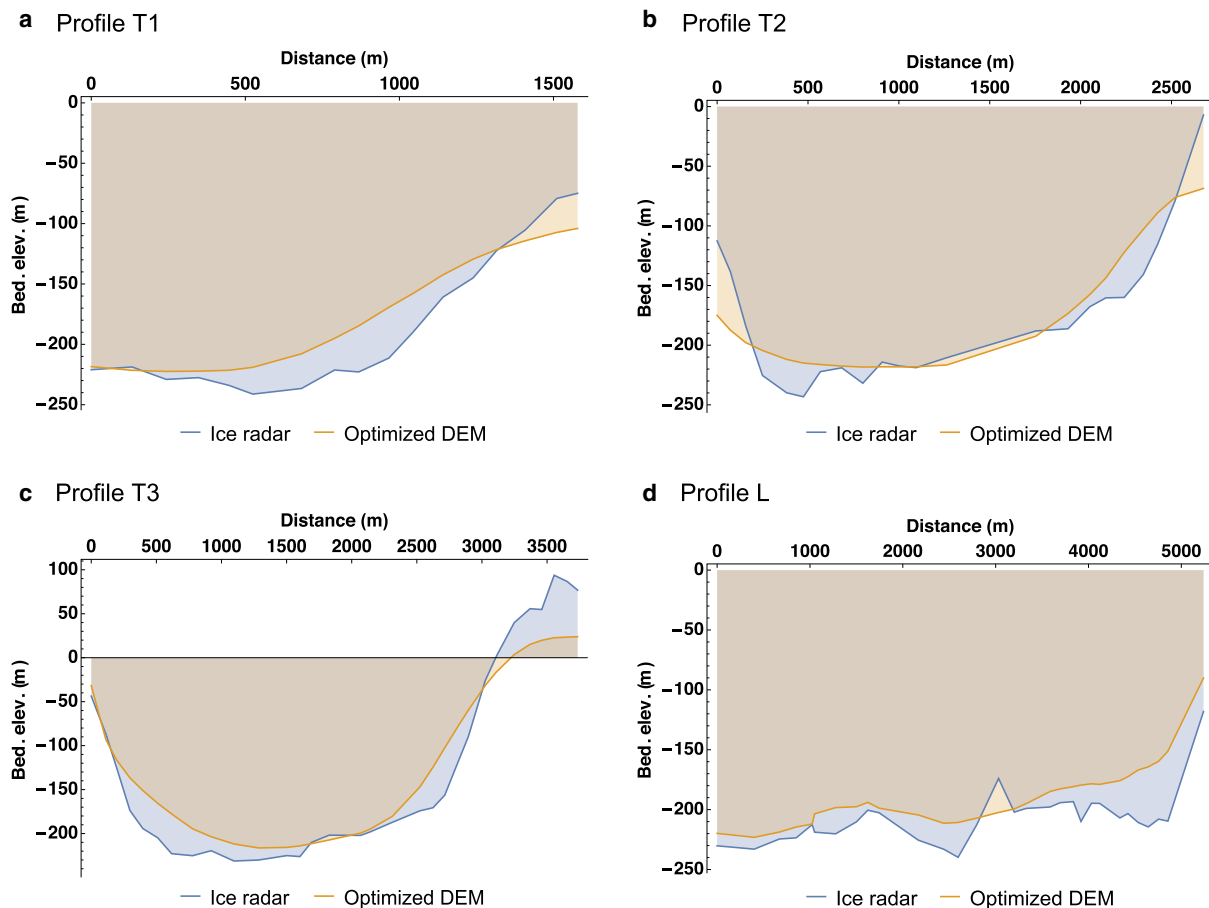 a Profile T1
Distance (m)
0 500 1000 1500
Bed. elev. (m)
0
−50
−100
−150
−200
−250
Ice radar Optimized DEM
b Profile T2
Distance (m)
0 500 1000 1500 2000 2500
Bed. elev. (m)
0
−50
−100
−150
−200
−250
Ice radar Optimized DEM
c Profile T3
Distance (m)
0 500 1000 1500 2000 2500 3000 3500
Bed. elev. (m)
100
50
0
−50
−100
−150
−200
Ice radar Optimized DEM
d Profile L
Distance (m)
0 1000 2000 3000 4000 5000
Bed. elev. (m)
0
−50
−100
−150
−200
−250
Ice radar Optimized DEM